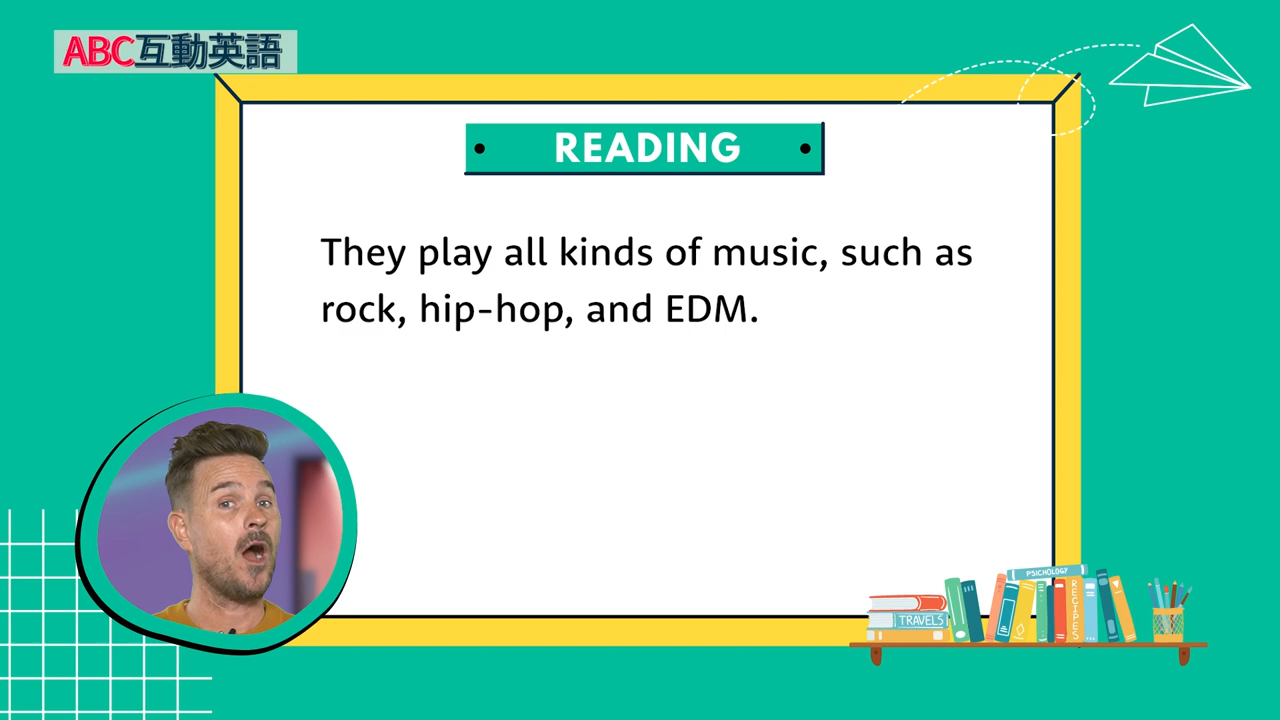 ABC互動英語
READING
They play all kinds of music, such as
rock, hip-hop, and EDM.
PSICHOLOGY
TRAVELS
RECIPES